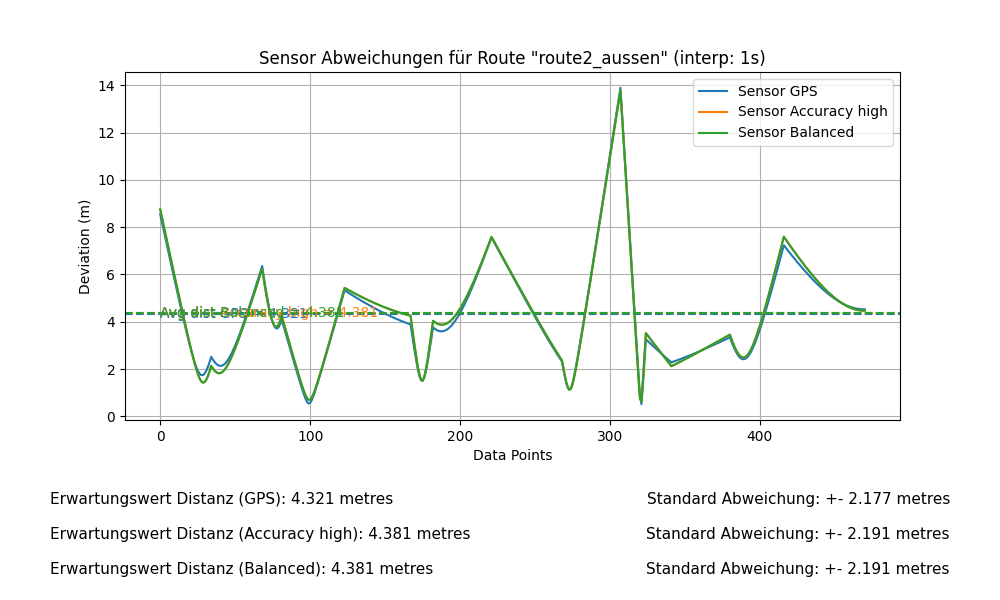 Sensor Abweichungen für Route "route2_aussen" (interp: 1s)
14
12
10
8
6
4
2
0
Deviation (m)
Sensor GPS
Sensor Accuracy high
Sensor Balanced
0 100 200 300 400
Data Points
Erwartungswert Distanz (GPS): 4.321 metres Standard Abweichung: +- 2.177 metres
Erwartungswert Distanz (Accuracy high): 4.381 metres Standard Abweichung: +- 2.191 metres
Erwartungswert Distanz (Balanced): 4.381 metres Standard Abweichung: +- 2.191 metres